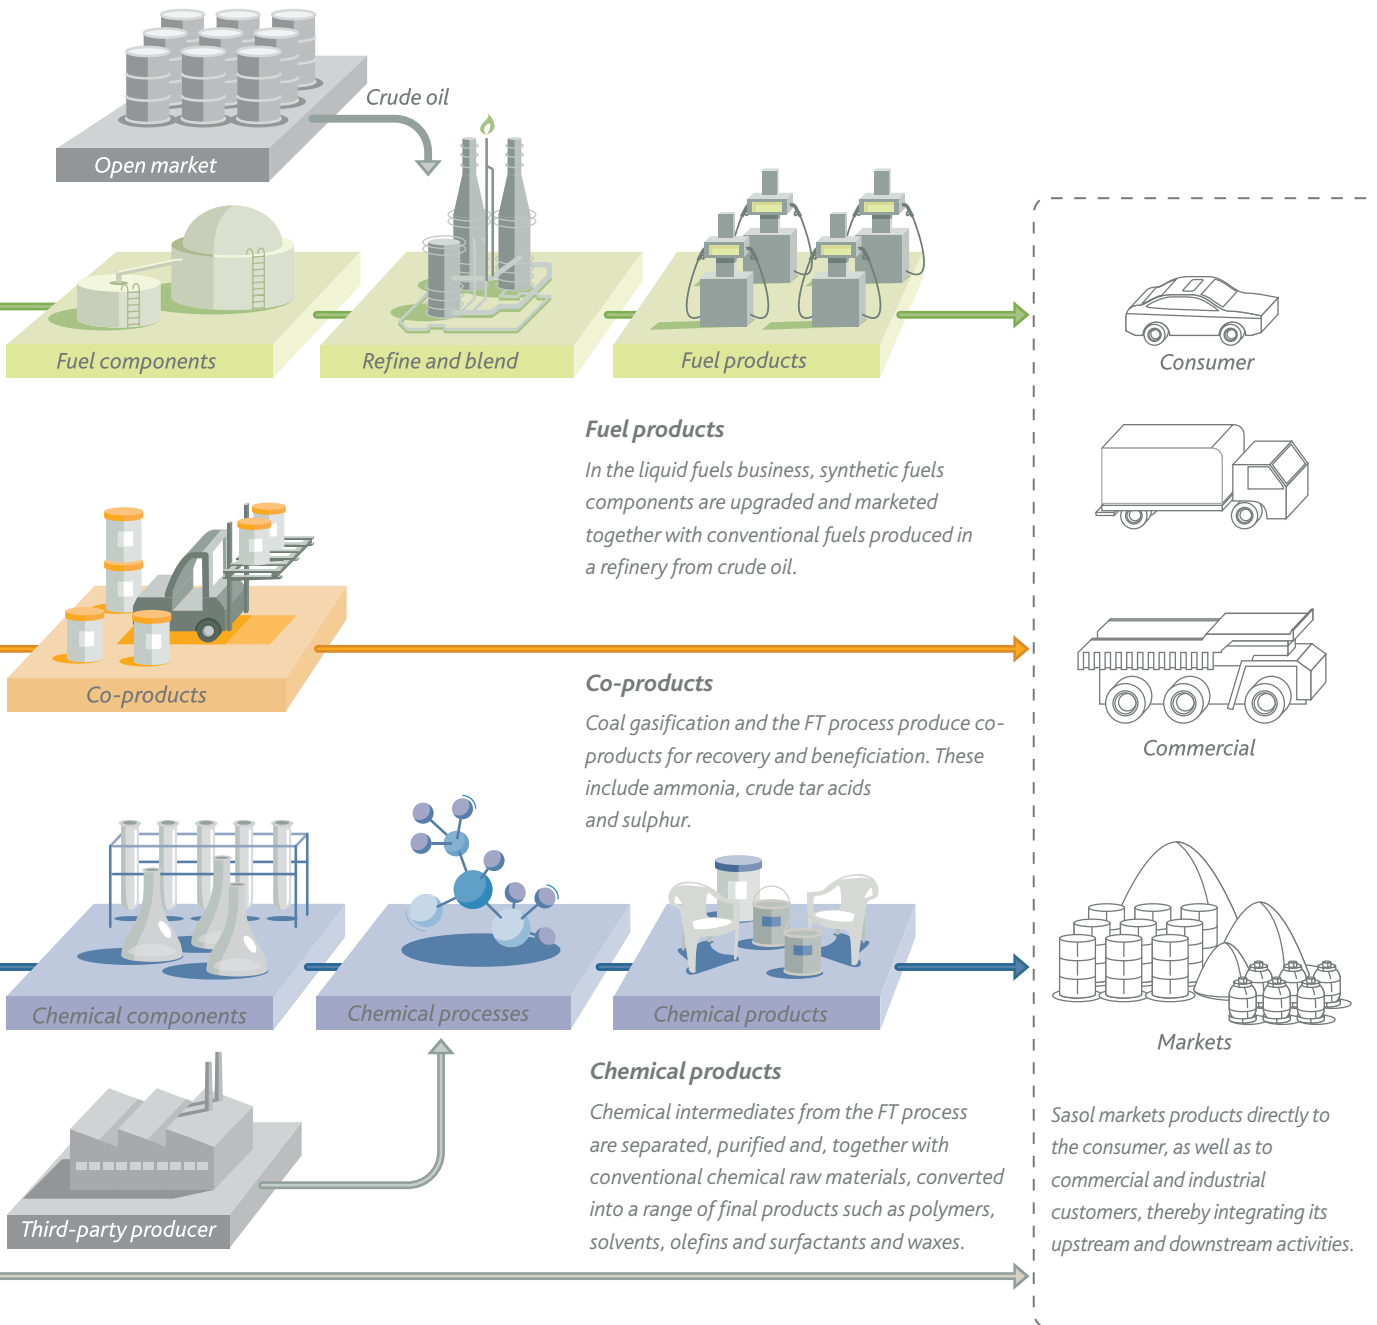 Crude oil
Open market
Fuel components
Refine and blend
Fuel products
Consumer
Fuel products
In the liquid fuels business, synthetic fuels
components are upgraded and marketed
together with conventional fuels produced in
a refinery from crude oil.
Co-products
Co-products
Coal gasification and the FT process produce co-
products for recovery and beneficiation. These
include ammonia, crude tar acids
and sulphur.
Commercial
Chemical components
Chemical processes
Chemical products
Markets
Chemical products
Chemical intermediates from the FT process
are separated, purified and, together with
conventional chemical raw materials, converted
into a range of final products such as polymers,
solvents, olefins and surfactants and waxes.
Sasol markets products directly to
the consumer, as well as to
commercial and industrial
customers, thereby integrating its
upstream and downstream activities.
Third-party producer